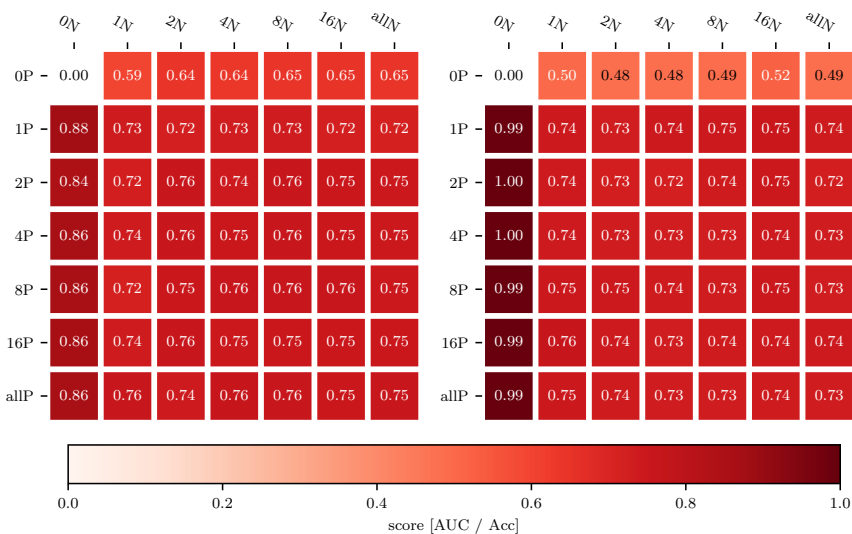 0N 1N 2N 4N 8N 16N allN 0N 1N 2N 4N 8N 16N allN
0P 0.00 0.59 0.64 0.64 0.65 0.65 0.65 0P 0.00 0.50 0.48 0.48 0.49 0.52 0.49
1P 0.88 0.73 0.72 0.73 0.73 0.72 0.72 1P 0.99 0.74 0.73 0.74 0.75 0.75 0.74
2P 0.84 0.72 0.76 0.74 0.76 0.75 0.75 2P 1.00 0.74 0.73 0.72 0.74 0.75 0.72
4P 0.86 0.74 0.76 0.75 0.76 0.75 0.75 4P 1.00 0.74 0.73 0.73 0.73 0.74 0.73
8P 0.86 0.72 0.75 0.76 0.76 0.76 0.75 8P 0.99 0.75 0.75 0.74 0.73 0.75 0.73
16P 0.86 0.74 0.76 0.75 0.75 0.75 0.75 16P 0.99 0.76 0.74 0.73 0.74 0.74 0.74
allP 0.86 0.76 0.74 0.76 0.76 0.75 0.75 allP 0.99 0.75 0.74 0.73 0.73 0.74 0.73
0.0 0.2 0.4 0.6 0.8 1.0
score [AUC / Acc]